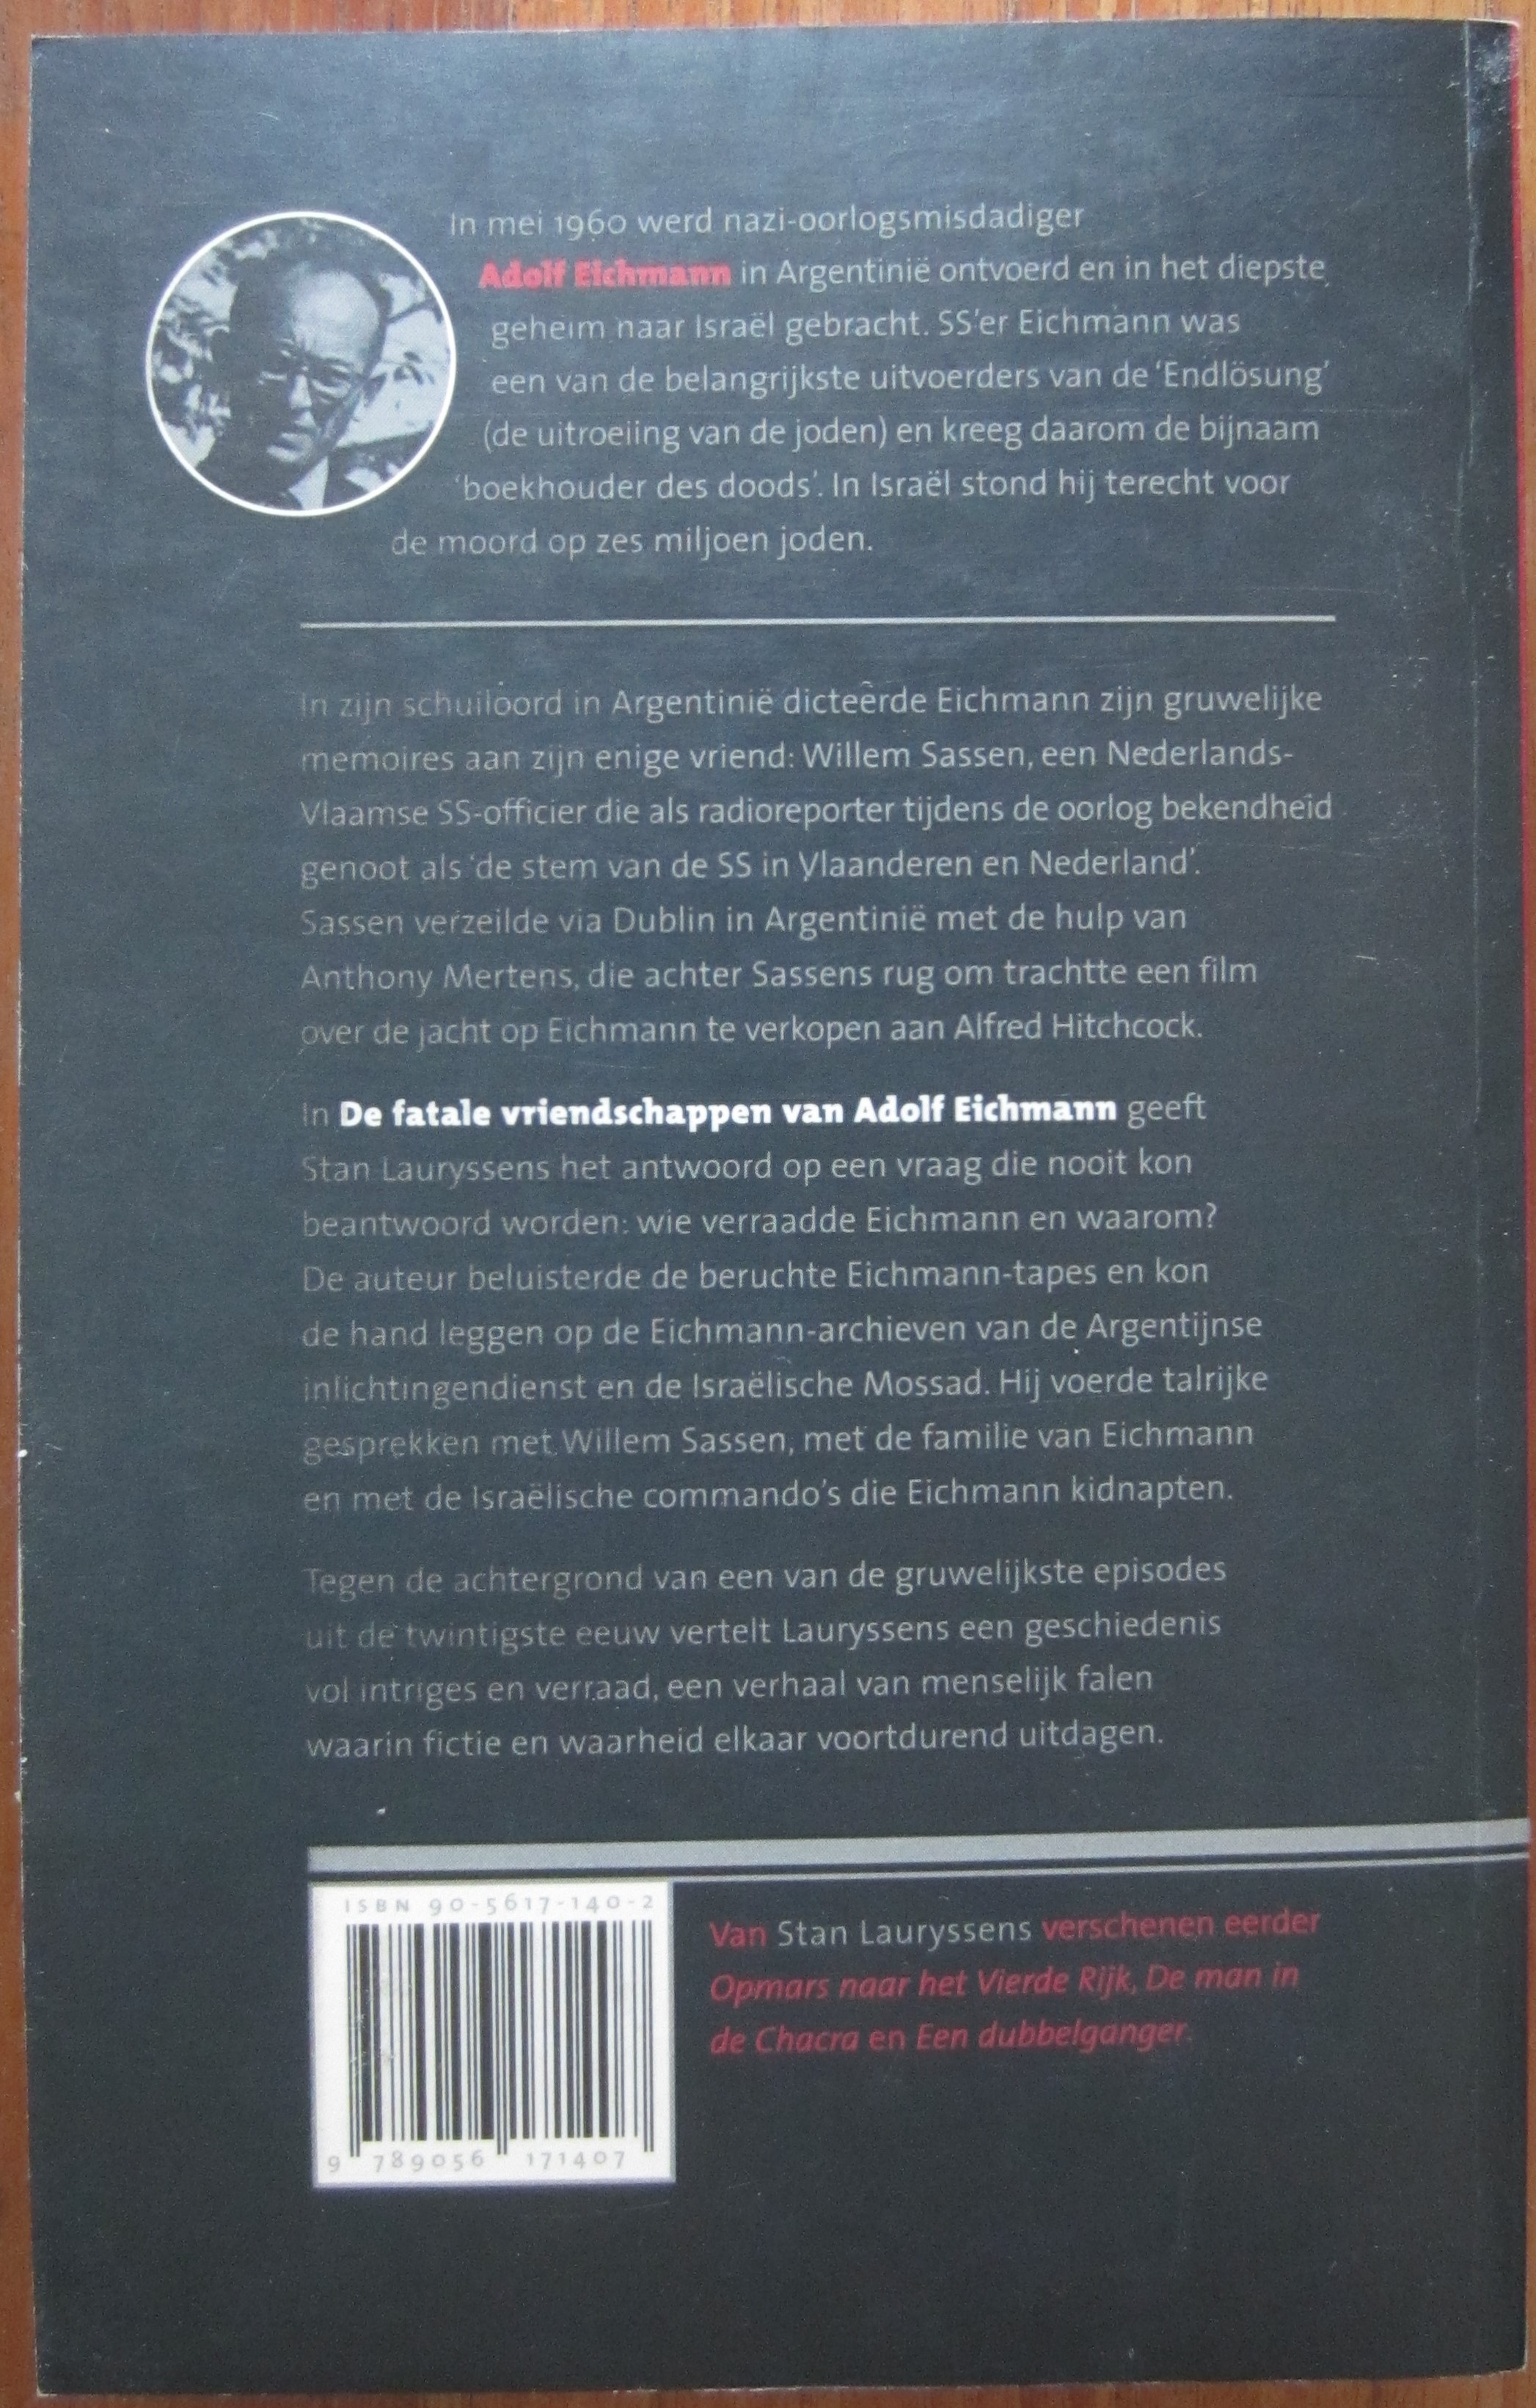 In mei 1960 werd nazi-oorlogsmisdadiger
Adolf Eichmann in Argentinië ontvoerd en in het diepste
geheim naar Israël gebracht. SS'er Eichmann was
een van de belangrijkste uitvoerders van de 'Endlösung'
(de uitroeiing van de joden) en kreeg daarom de bijnaam
'boekhouder des doods'. In Israël stond hij terecht voor
de moord op zes miljoen joden.
In zijn schuiloord in Argentinië dicteerde Eichmann zijn gruwelijke
memoires aan zijn enige vriend: Willem Sassen, een Nederlands-
Vlaamse SS-officier die als radioreporter tijdens de oorlog bekendheid
genoot als 'de stem van de SS in Vlaanderen en Nederland'.
Sassen verzeilde via Dublin in Argentinië met de hulp van
Anthony Mertens, die achter Sassens rug om trachtte een film
over de jacht op Eichmann te verkopen aan Alfred Hitchcock.
In De fatale vriendschappen van Adolf Eichmann geeft
Stan Lauryssens het antwoord op een vraag die nooit kon
beantwoord worden: wie verraadde Eichmann en waarom?
De auteur beluisterde de beruchte Eichmann-tapes en kon
de hand leggen op de Eichmann-archieven van de Argentijnse
inlichtingendienst en de Israëlische Mossad. Hij voerde talrijke
gesprekken met Willem Sassen, met de familie van Eichmann
en met de Israëlische commando's die Eichmann kidnapten.
Tegen de achtergrond van een van de gruwelijkste episodes
uit de twintigste eeuw vertelt Lauryssens een geschiedenis
vol intriges en verraad, een verhaal van menselijk falen
waarin fictie en waarheid elkaar voortdurend uitdagen.
ISBN 90-5617-140-2
9 789056 171407
Van Stan Lauryssens verschenen eerder
Opmars naar het Vierde Rijk, De man in
de Chacra en Een dubbelganger.